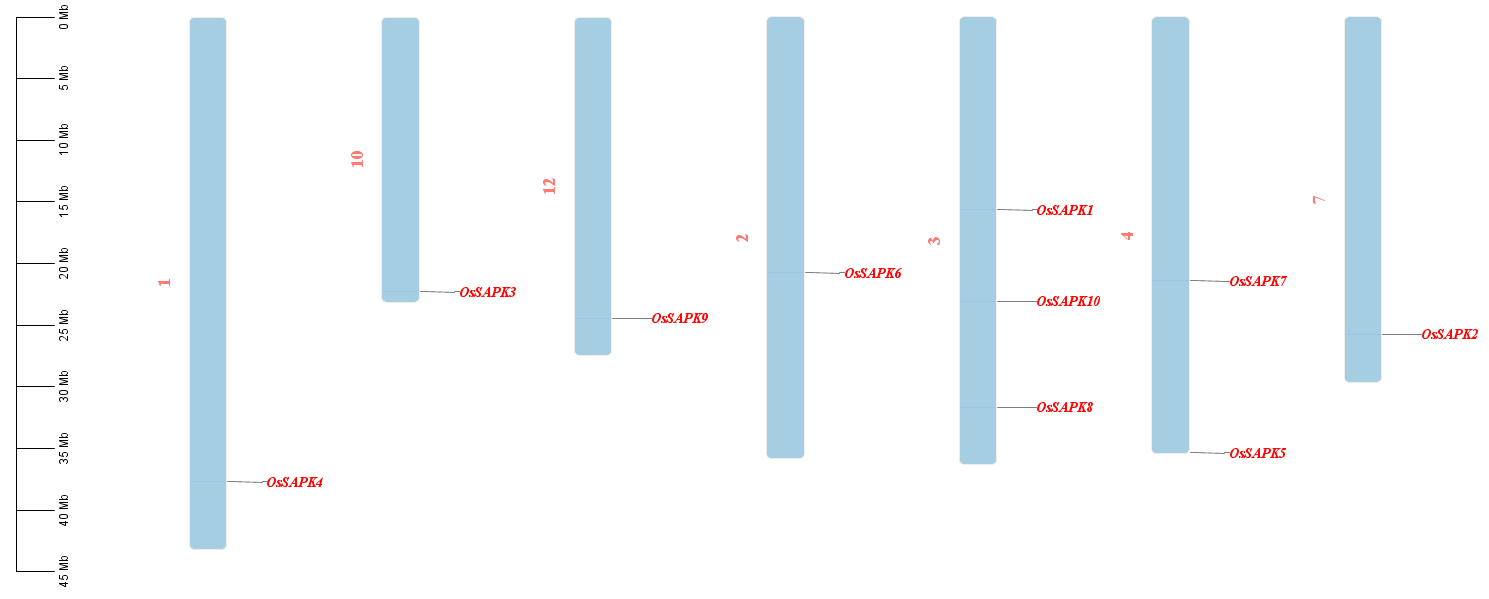 0 Mb
5 Mb
10 Mb
15 Mb
20 Mb
25 Mb
30 Mb
35 Mb
40 Mb
45 Mb
1
OsSAPK4
10
OsSAPK3
12
OsSAPK9
2
OsSAPK6
3
OsSAPK1
OsSAPK10
OsSAPK8
4
OsSAPK7
OsSAPK5
7
OsSAPK2